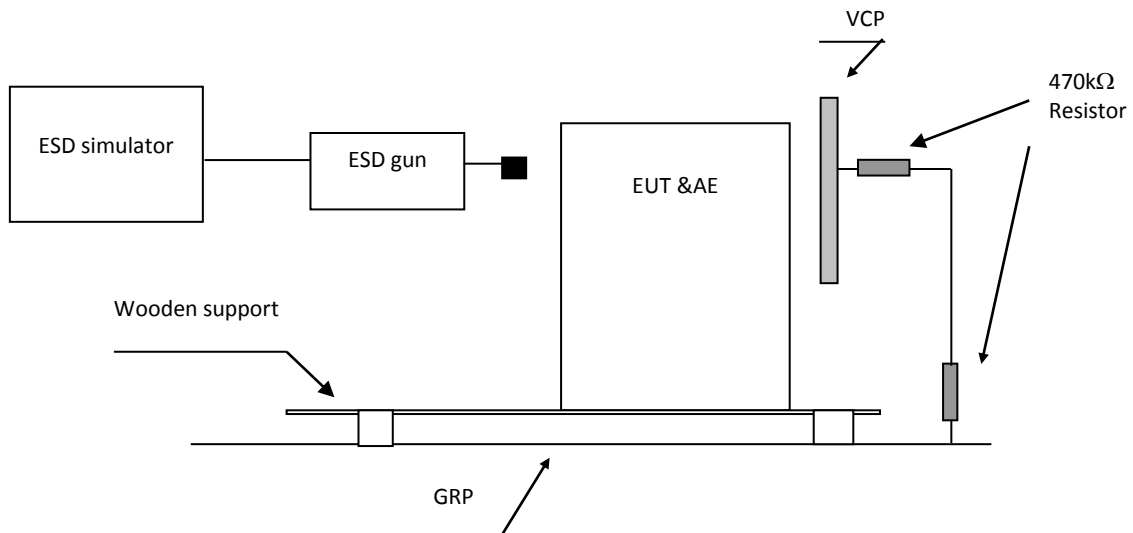 VCP
470kΩ
Resistor
ESD simulator
ESD gun
EUT &AE
Wooden support
GRP